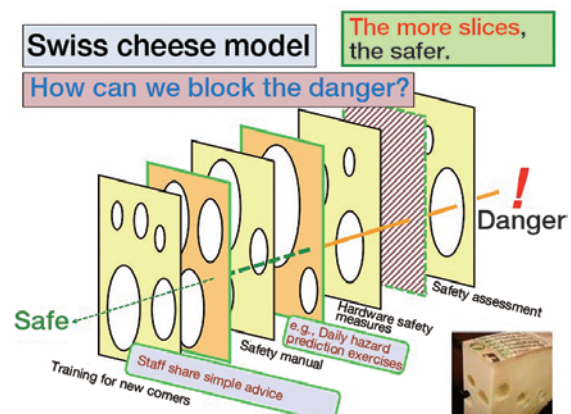 Swiss cheese model
The more slices,
the safer.
How can we block the danger?
!
Danger
Safety assessment
Hardware safety
measures
e.g., Daily hazard
prediction exercises
Safety manual
Staff share simple advice
Training for new comers
Safe